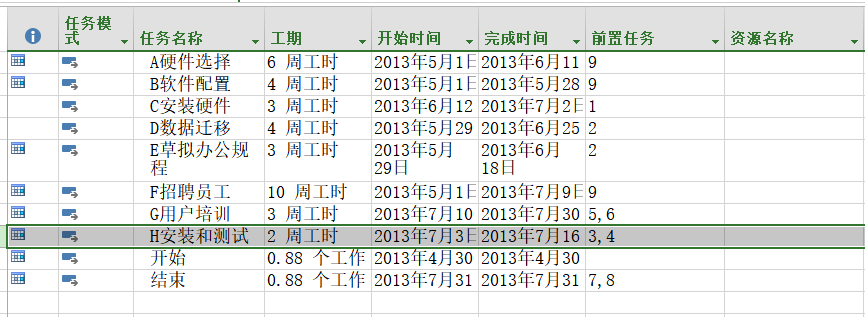 任务模式 任务名称 工期 开始时间 完成时间 前置任务 资源名称
A硬件选择 6 周工时 2013年5月1日 2013年6月11 9
B软件配置 4 周工时 2013年5月1日 2013年5月28 9
C安装硬件 3 周工时 2013年6月12 2013年7月2日 1
D数据迁移 4 周工时 2013年5月29 2013年6月25 2
E草拟办公规程 3 周工时 2013年5月29日 2013年6月18日 2
F招聘员工 10 周工时 2013年5月1日 2013年7月9日 9
G用户培训 3 周工时 2013年7月10 2013年7月30 5,6
H安装和测试 2 周工时 2013年7月3日 2013年7月16 3,4
开始 0.88 个工作 2013年4月30 2013年4月30
结束 0.88 个工作 2013年7月31 2013年7月31 7,8